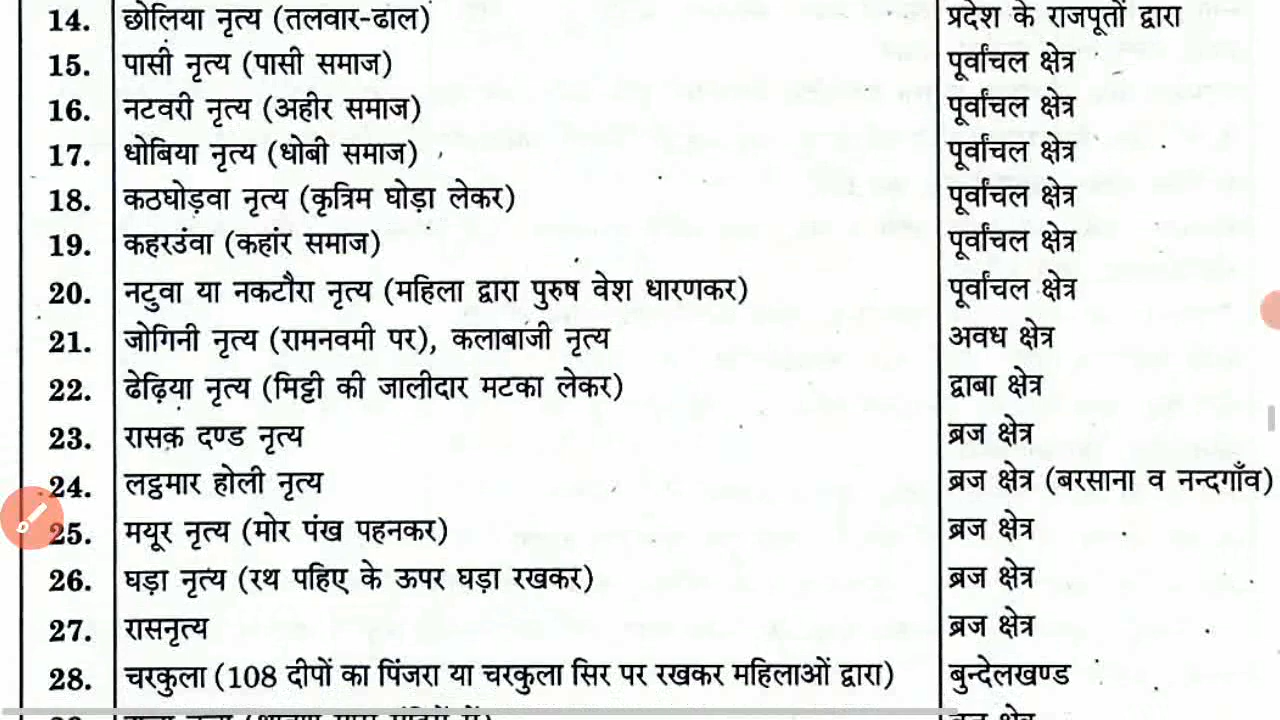 14. छोलिया नृत्य (तलवार-ढाल) प्रदेश के राजपूतों द्वारा
15. पासी नृत्य (पासी समाज) पूर्वांचल क्षेत्र
16. नटवरी नृत्य (अहीर समाज) पूर्वांचल क्षेत्र
17. धोबिया नृत्य (धोबी समाज) पूर्वांचल क्षेत्र
18. कठघोड़वा नृत्य (कृत्रिम घोड़ा लेकर) पूर्वांचल क्षेत्र
19. कहरउवा (कहार समाज) पूर्वांचल क्षेत्र
20. नटुवा या नकटौरा नृत्य (महिला द्वारा पुरुष वेश धारणकर) पूर्वांचल क्षेत्र
21. जोगिनी नृत्य (रामनवमी पर), कलाबाजी नृत्य अवध क्षेत्र
22. ढेढ़िया नृत्य (मिट्टी की जालीदार मटका लेकर) द्वाबा क्षेत्र
23. रासक दण्ड नृत्य ब्रज क्षेत्र
24. लट्ठमार होली नृत्य ब्रज क्षेत्र (बरसाना व नन्दगाँव)
25. मयूर नृत्य (मोर पंख पहनकर) ब्रज क्षेत्र
26. घड़ा नृत्य (रथ पहिए के ऊपर घड़ा रखकर) ब्रज क्षेत्र
27. रासनृत्य ब्रज क्षेत्र
28. चरकुला (108 दीपों का पिंजरा या चरकुला सिर पर रखकर महिलाओं द्वारा) बुन्देलखण्ड